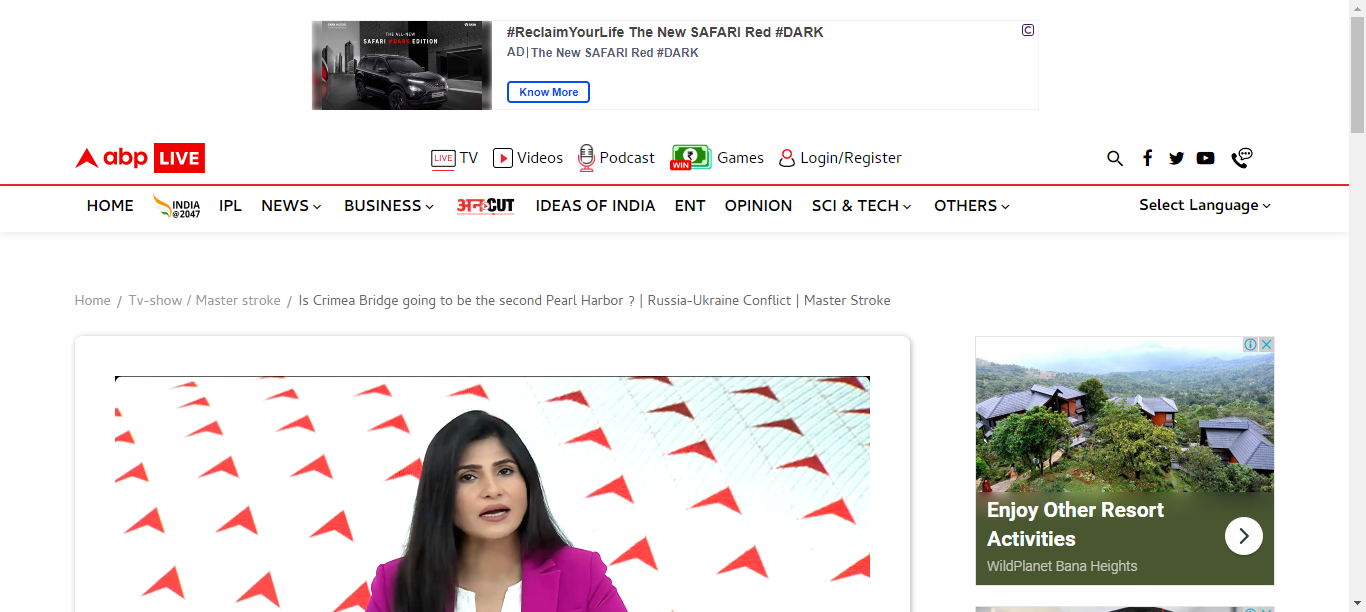 THE ALL-NEW
SAFARI #DARK EDITION
#ReclaimYourLife The New SAFARI Red #DARK
AD | The New SAFARI Red #DARK
Know More
abp LIVE
LIVE TV
Videos
Podcast
WIN Games
Login/Register
HOME
INDIA @2047
IPL
NEWS
BUSINESS
अनCUT
IDEAS OF INDIA
ENT
OPINION
SCI & TECH
OTHERS
Select Language
Home / Tv-show / Master stroke / Is Crimea Bridge going to be the second Pearl Harbor ? | Russia-Ukraine Conflict | Master Stroke
Enjoy Other Resort
Activities
WildPlanet Bana Heights